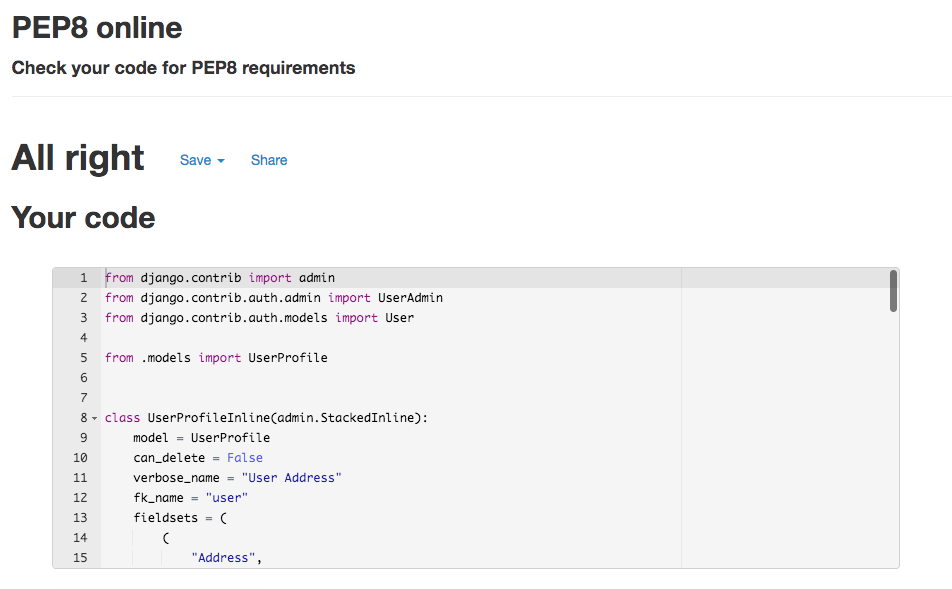 PEP8 online
Check your code for PEP8 requirements
All right Save Share
Your code
1 from django.contrib import admin
2 from django.contrib.auth.admin import UserAdmin
3 from django.contrib.auth.models import User
4
5 from .models import UserProfile
6
7
8 class UserProfileInline(admin.StackedInline):
9     model = UserProfile
10     can_delete = False
11     verbose_name = "User Address"
12     fk_name = "user"
13     fieldsets = (
14         (
15             "Address",